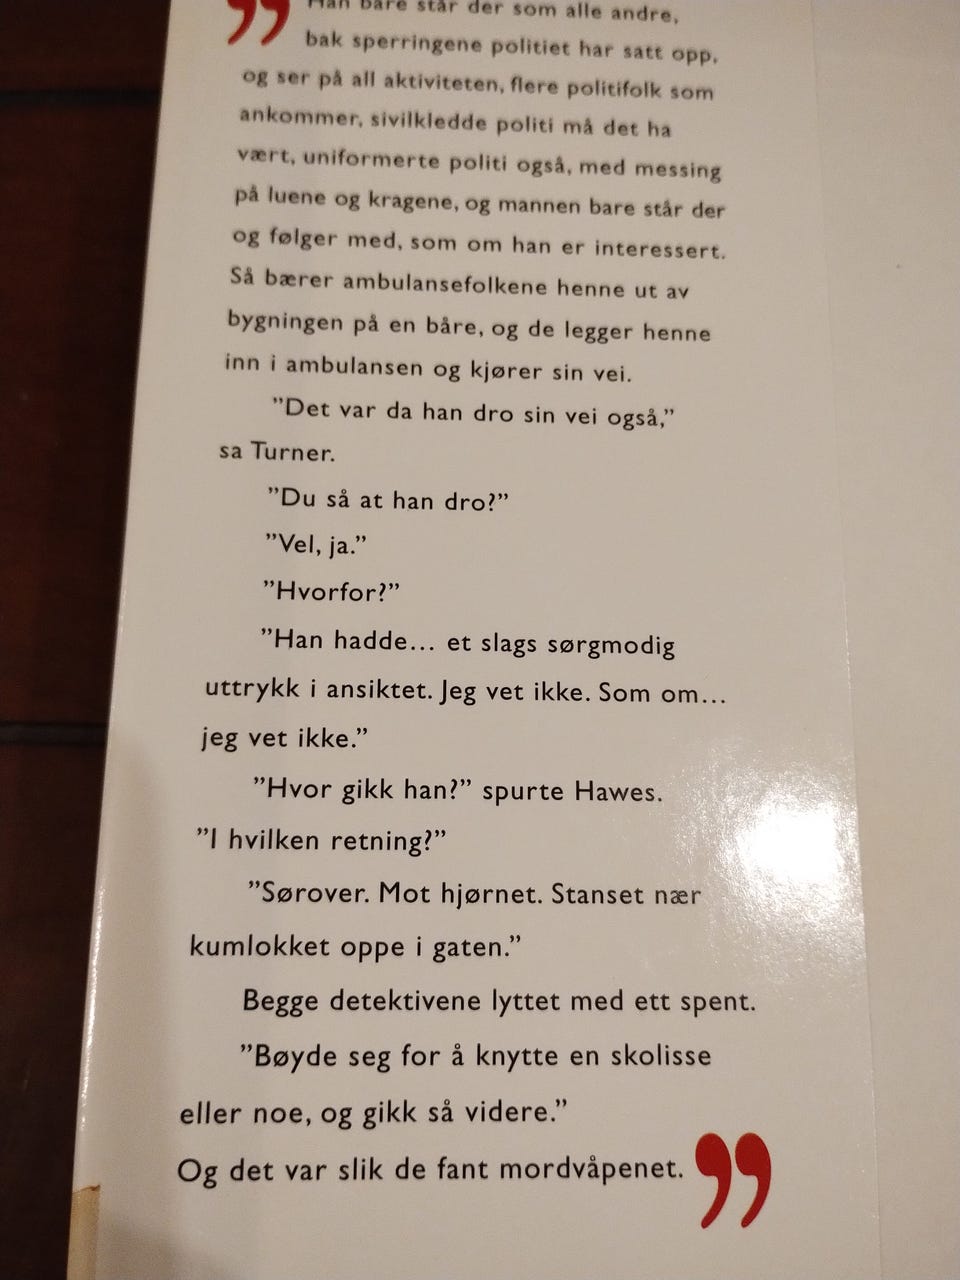 Han bare står der som alle andre,
bak sperringene politiet har satt opp,
og ser på all aktiviteten, flere politifolk som
ankommer, sivilkledde politi må det ha
vært, uniformerte politi også, med messing
på luene og kragene, og mannen bare står der
og følger med, som om han er interessert.
Så bærer ambulansefolkene henne ut av
bygningen på en båre, og de legger henne
inn i ambulansen og kjører sin vei.
”Det var da han dro sin vei også,”
sa Turner.
”Du så at han dro?”
”Vel, ja.”
”Hvorfor?”
”Han hadde... et slags sørgmodig
uttrykk i ansiktet. Jeg vet ikke. Som om...
jeg vet ikke.”
”Hvor gikk han?” spurte Hawes.
”I hvilken retning?”
”Sørover. Mot hjørnet. Stanset nær
kumlokket oppe i gaten.”
Begge detektivene lyttet med ett spent.
”Bøyde seg for å knytte en skolisse
eller noe, og gikk så videre.”
Og det var slik de fant mordvåpenet.”